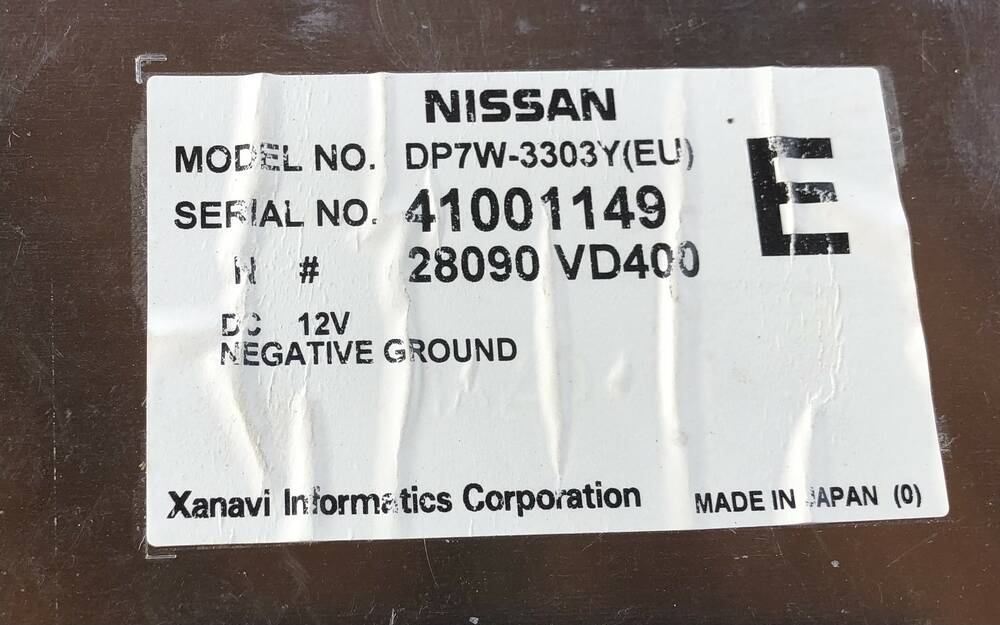 NISSAN
MODEL NO. DP7W-3303Y(EU)
E
SERIAL NO. 41001149
N # 28090 VD400
DC 12V
NEGATIVE GROUND
Xanavi Informatics Corporation
MADE IN JAPAN (0)